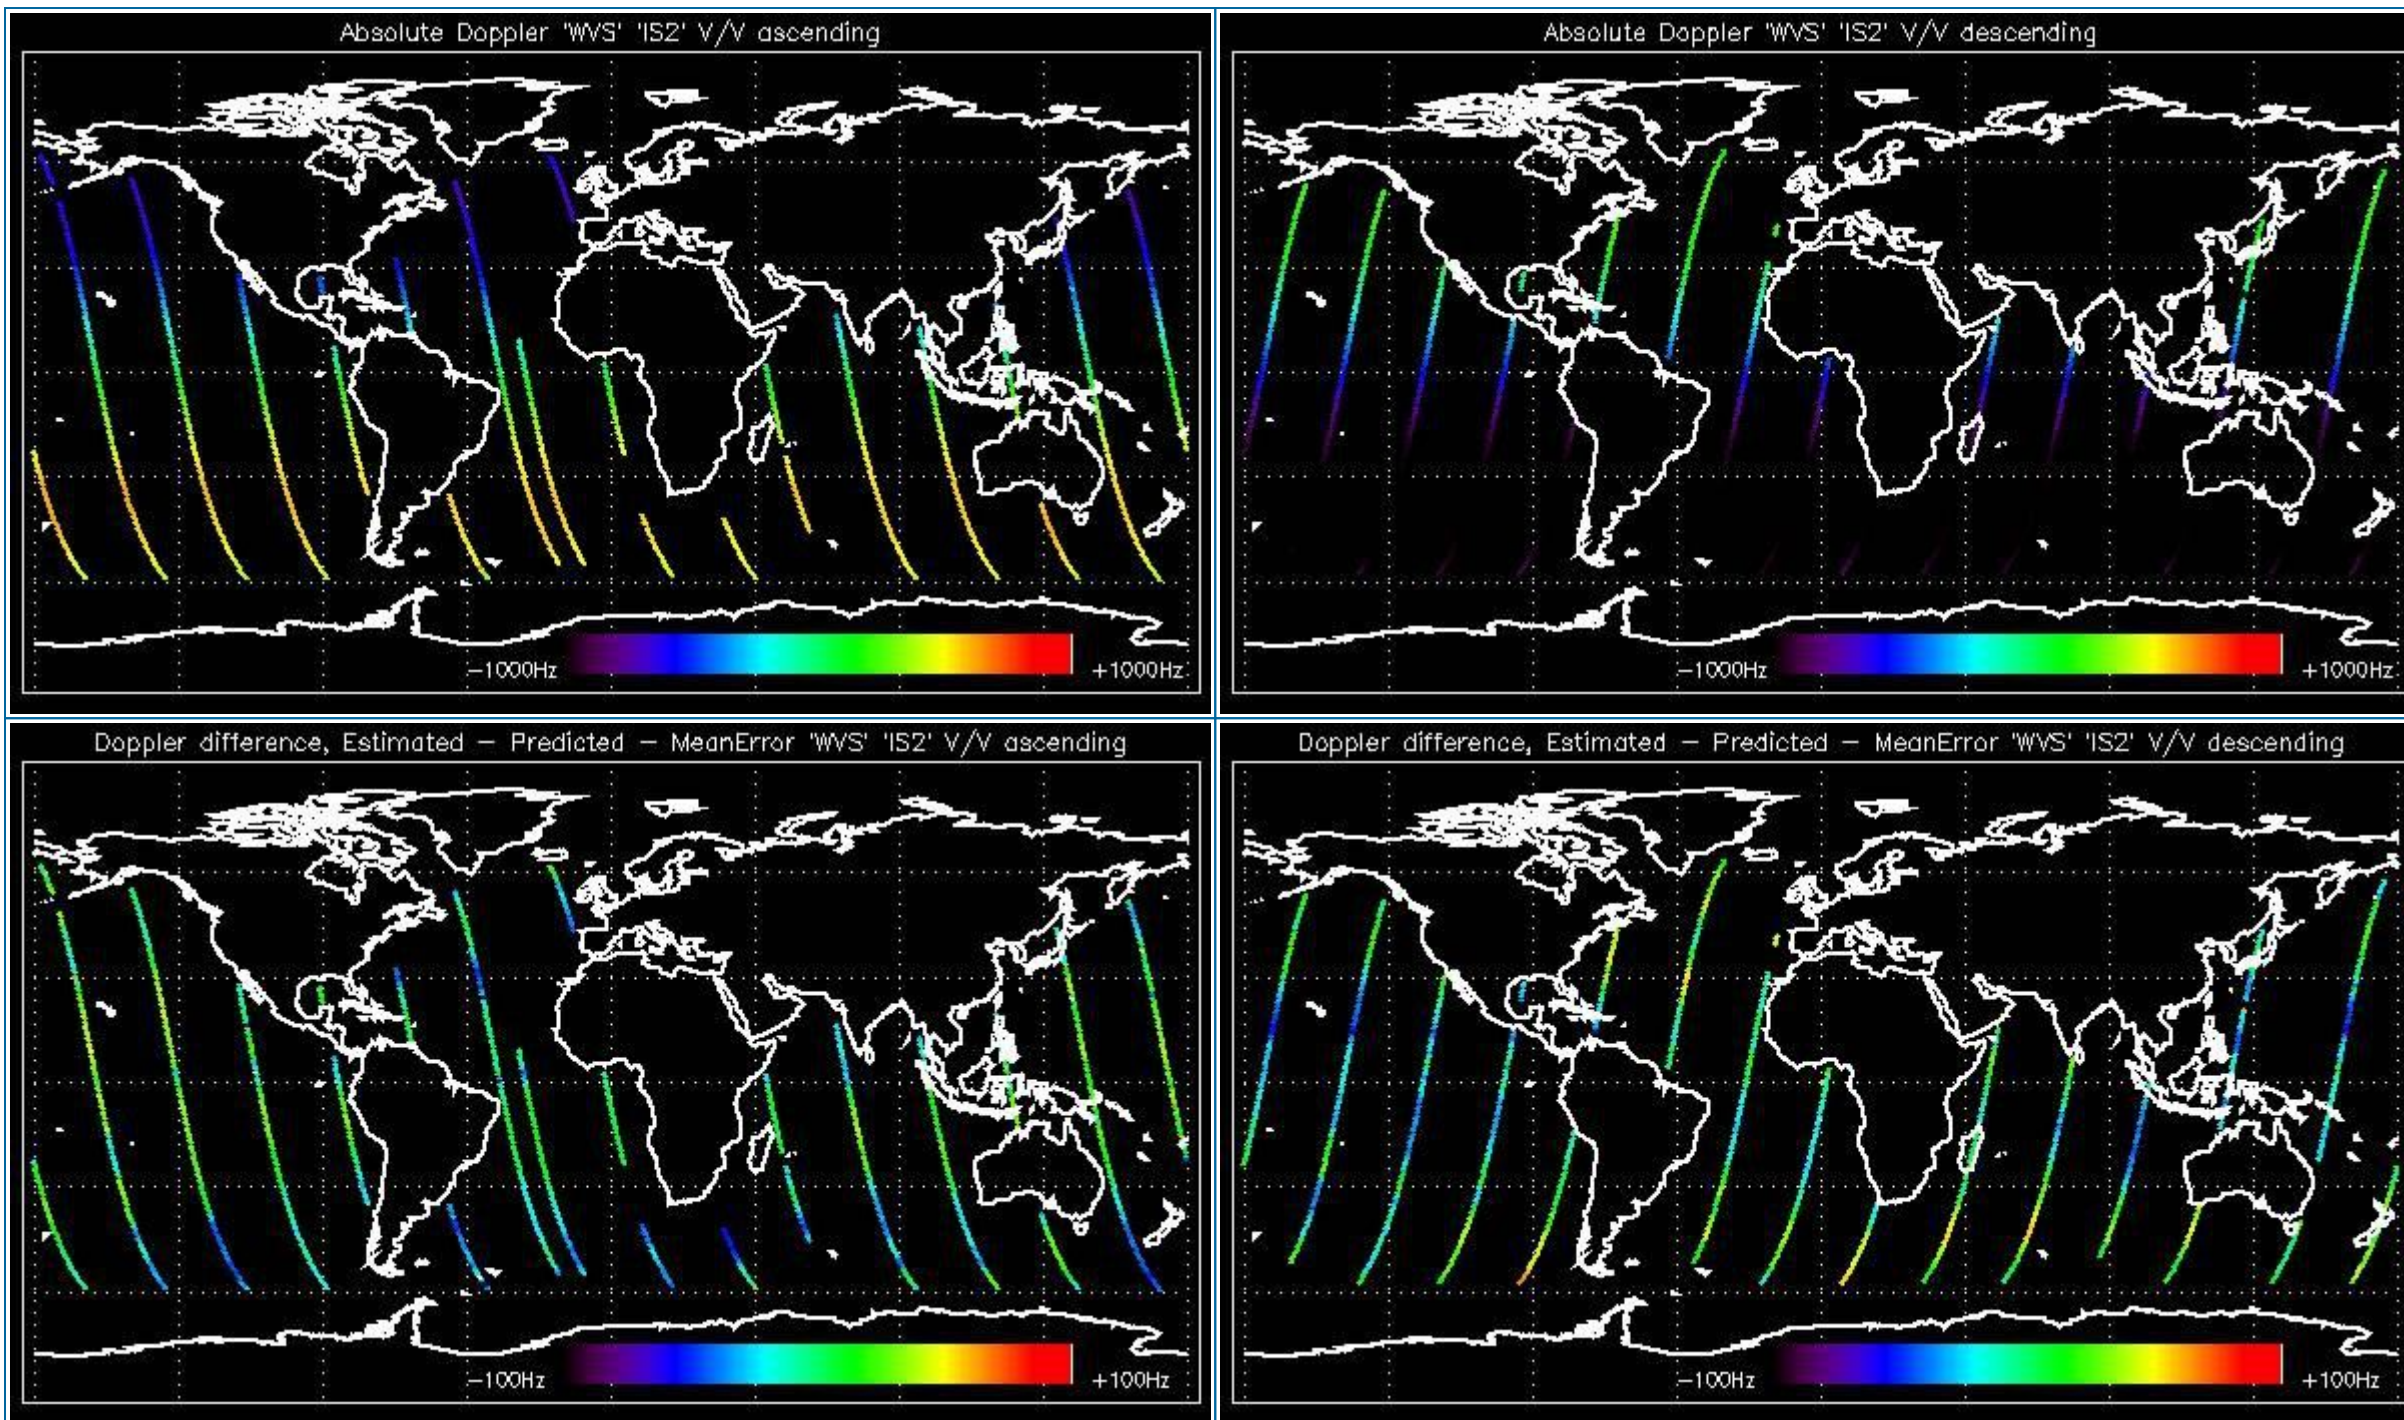 Absolute Doppler 'WVS' 'IS2' V/V ascending
-1000Hz +1000Hz
Absolute Doppler 'WVS' 'IS2' V/V descending
-1000Hz +1000Hz
Doppler difference, Estimated - Predicted - MeanError 'WVS' 'IS2' V/V ascending
-100Hz +100Hz
Doppler difference, Estimated - Predicted - MeanError 'WVS' 'IS2' V/V descending
-100Hz +100Hz